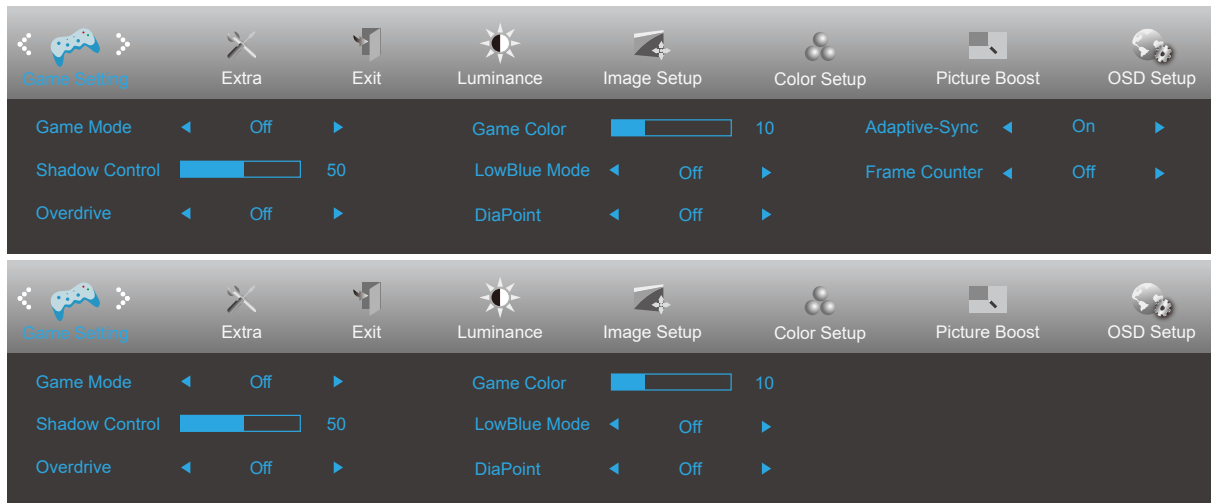 Game Setting Extra Exit Luminance Image Setup Color Setup Picture Boost OSD Setup
Game Mode Off Game Color 10 Adaptive-Sync On
Shadow Control 50 LowBlue Mode Off Frame Counter Off
Overdrive Off DiaPoint Off
Game Setting Extra Exit Luminance Image Setup Color Setup Picture Boost OSD Setup
Game Mode Off Game Color 10
Shadow Control 50 LowBlue Mode Off
Overdrive Off DiaPoint Off